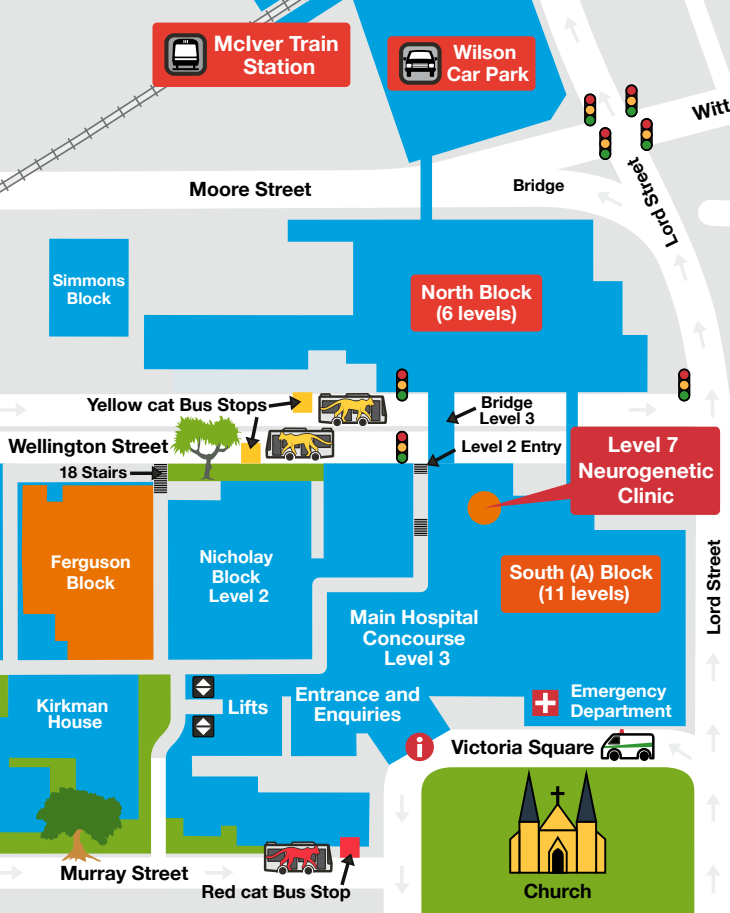 McIver Train
Station
Wilson
Car Park
Witt
Moore Street
Bridge
Lord Street
Simmons
Block
North Block
(6 levels)
Yellow cat Bus Stops
Bridge
Level 3
Wellington Street
Level 2 Entry
Level 7
Neurogenetic
Clinic
18 Stairs
Ferguson
Block
Nicholay
Block
Level 2
South (A) Block
(11 levels)
Lord Street
Main Hospital
Concourse
Level 3
Kirkman
House
Lifts
Entrance and
Enquiries
Emergency
Department
i
Victoria Square
Murray Street
Red cat Bus Stop
Church